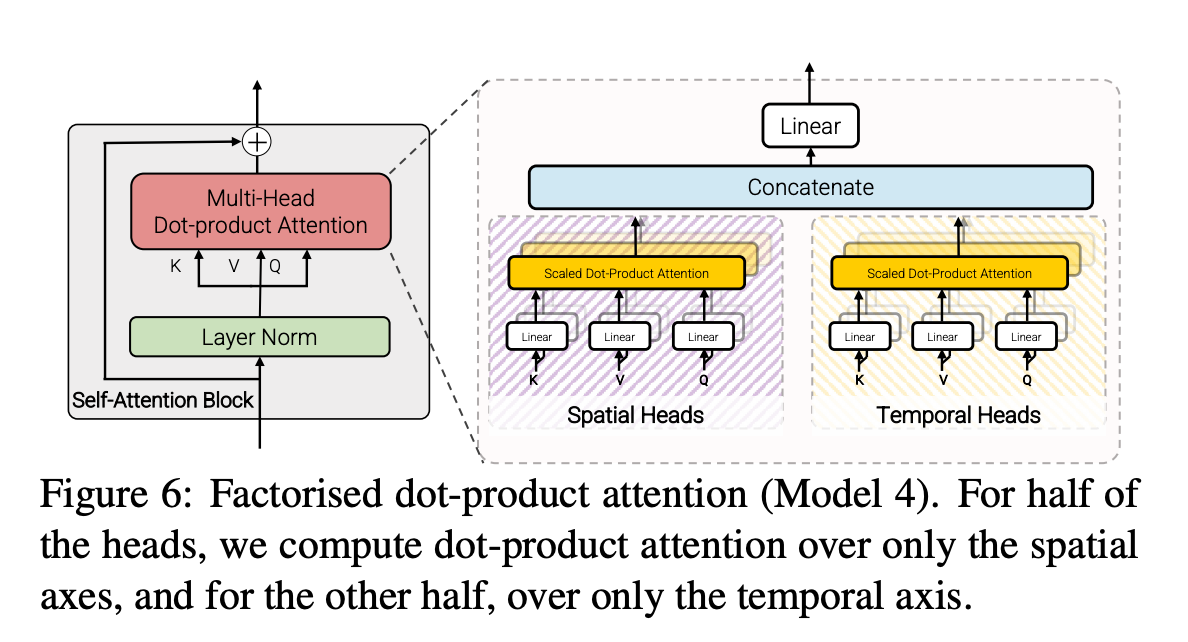 Linear
Concatenate
Multi-Head
Dot-product Attention
K V Q
Layer Norm
Self-Attention Block
Scaled Dot-Product Attention
Linear Linear Linear
K V Q
Spatial Heads
Scaled Dot-Product Attention
Linear Linear Linear
K V Q
Temporal Heads
Figure 6: Factorised dot-product attention (Model 4). For half of
the heads, we compute dot-product attention over only the spatial
axes, and for the other half, over only the temporal axis.